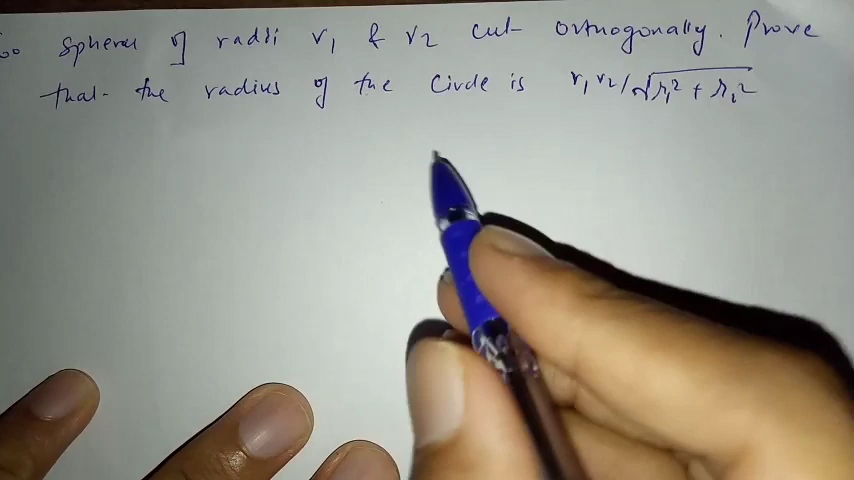 spheres of radii r₁ & r₂ cut orthogonally. Prove
that the radius of the circle is r₁r₂/√r₁² + r₂²